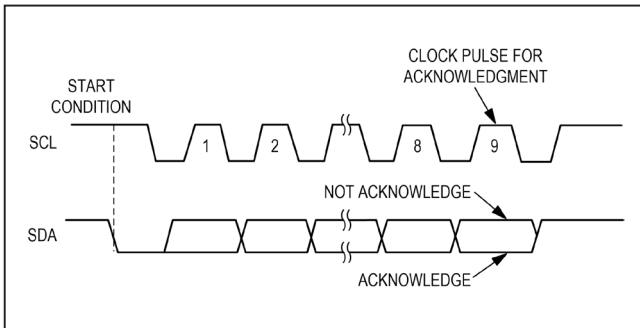 CLOCK PULSE FOR
ACKNOWLEDGMENT
START
CONDITION
SCL
1
2
8
9
NOT ACKNOWLEDGE
SDA
ACKNOWLEDGE